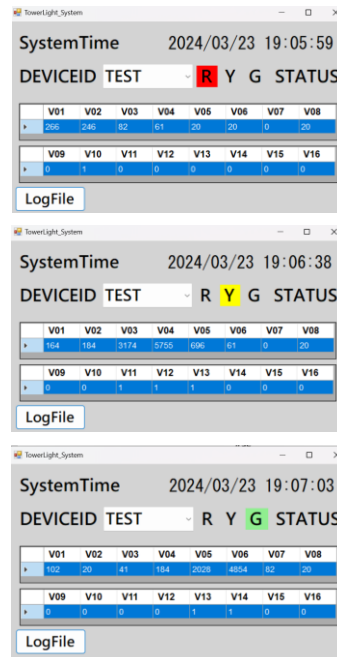 TowerLight_System
SystemTime 2024/03/23 19:05:59
DEVICEID TEST R Y G STATUS
V01 V02 V03 V04 V05 V06 V07 V08
266 246 82 61 20 20 0 20
V09 V10 V11 V12 V13 V14 V15 V16
0 1 0 0 0 0 0 0
LogFile
TowerLight_System
SystemTime 2024/03/23 19:06:38
DEVICEID TEST R Y G STATUS
V01 V02 V03 V04 V05 V06 V07 V08
164 184 3174 5755 696 61 0 20
V09 V10 V11 V12 V13 V14 V15 V16
0 0 1 1 1 0 0 0
LogFile
TowerLight_System
SystemTime 2024/03/23 19:07:03
DEVICEID TEST R Y G STATUS
V01 V02 V03 V04 V05 V06 V07 V08
102 20 41 184 2028 4854 82 20
V09 V10 V11 V12 V13 V14 V15 V16
0 0 0 0 1 1 0 0
LogFile